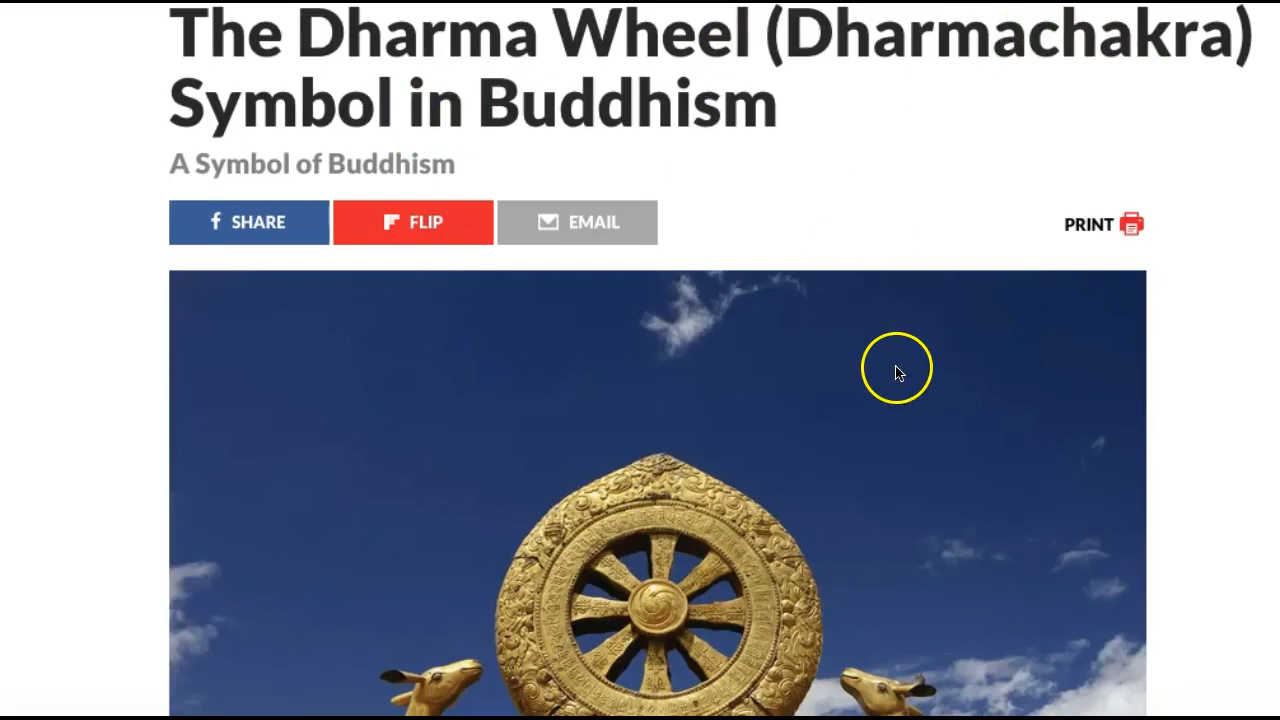 The Dharma Wheel (Dharmachakra)
Symbol in Buddhism
A Symbol of Buddhism
SHARE FLIP EMAIL PRINT